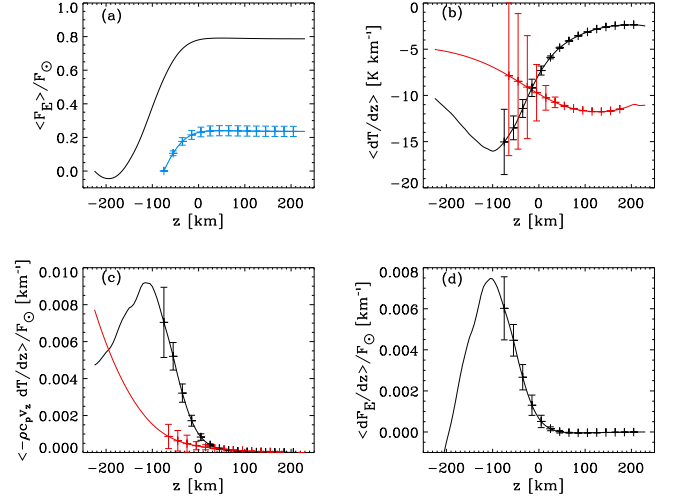 (a)
<F_E>/F_⊙
0.8
0.6
0.4
0.2
0.0
−200 −100 0 100 200
z [km]
(b)
<dT/dz> [K km⁻¹]
0
−5
−10
−15
−20
−200 −100 0 100 200
z [km]
(c)
<−ρc_pv_z dT/dz>/F_⊙ [km⁻¹]
0.010
0.008
0.006
0.004
0.002
0.000
−200 −100 0 100 200
z [km]
(d)
<dF_E/dz>/F_⊙ [km⁻¹]
0.008
0.006
0.004
0.002
0.000
−200 −100 0 100 200
z [km]